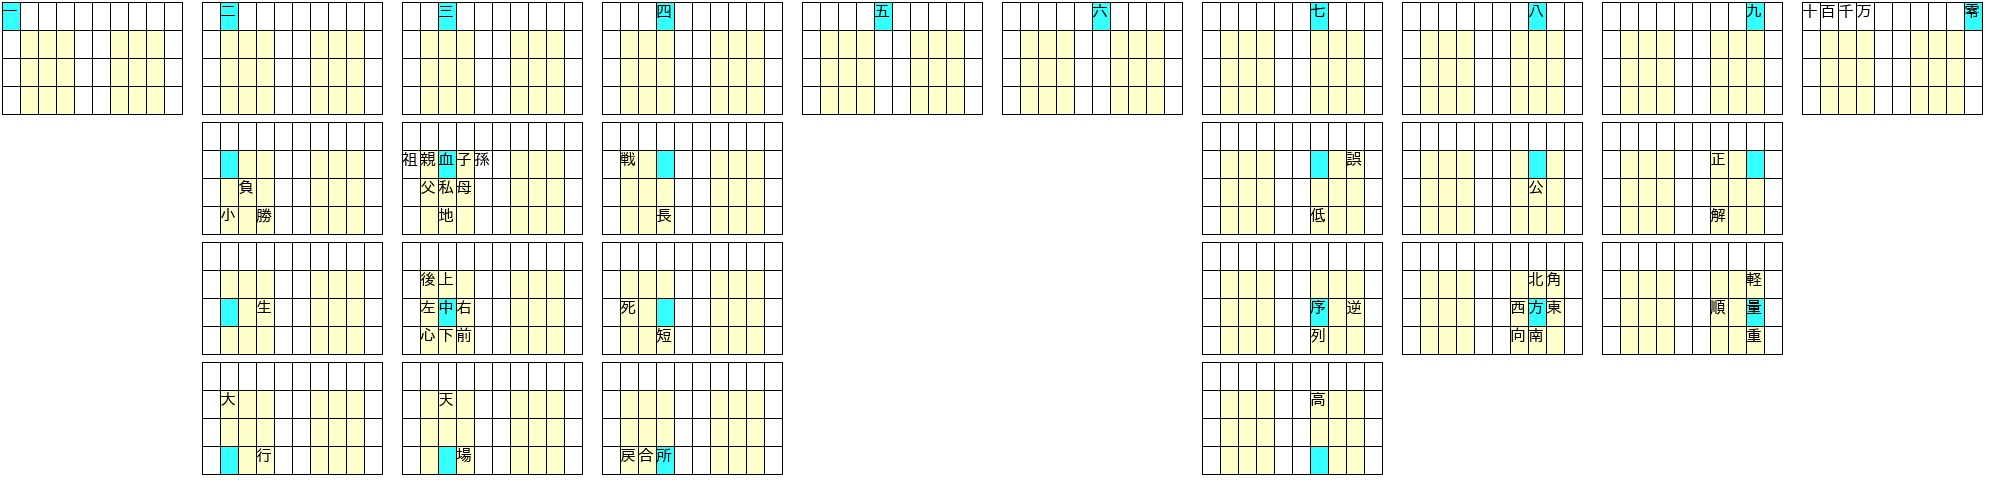 一 二 三 四 五 六 七 八 九 十百千万 零
祖親血子孫 戦 誤 正
負 父私母 公
小 勝 地 長 低 解
後上 北角 軽
生 左中右 死 序 逆 西方東 順 量
心下前 短 列 向南 重
大 天 高
行 場 戻合所